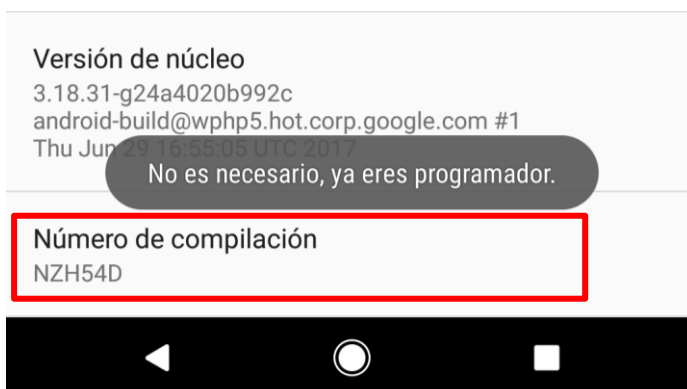 Versión de núcleo
3.18.31-g24a4020b992c
android-build@wphp5.hot.corp.google.com #1
Thu Jun 29 16:55:05 UTC 2017
No es necesario, ya eres programador.
Número de compilación
NZH54D